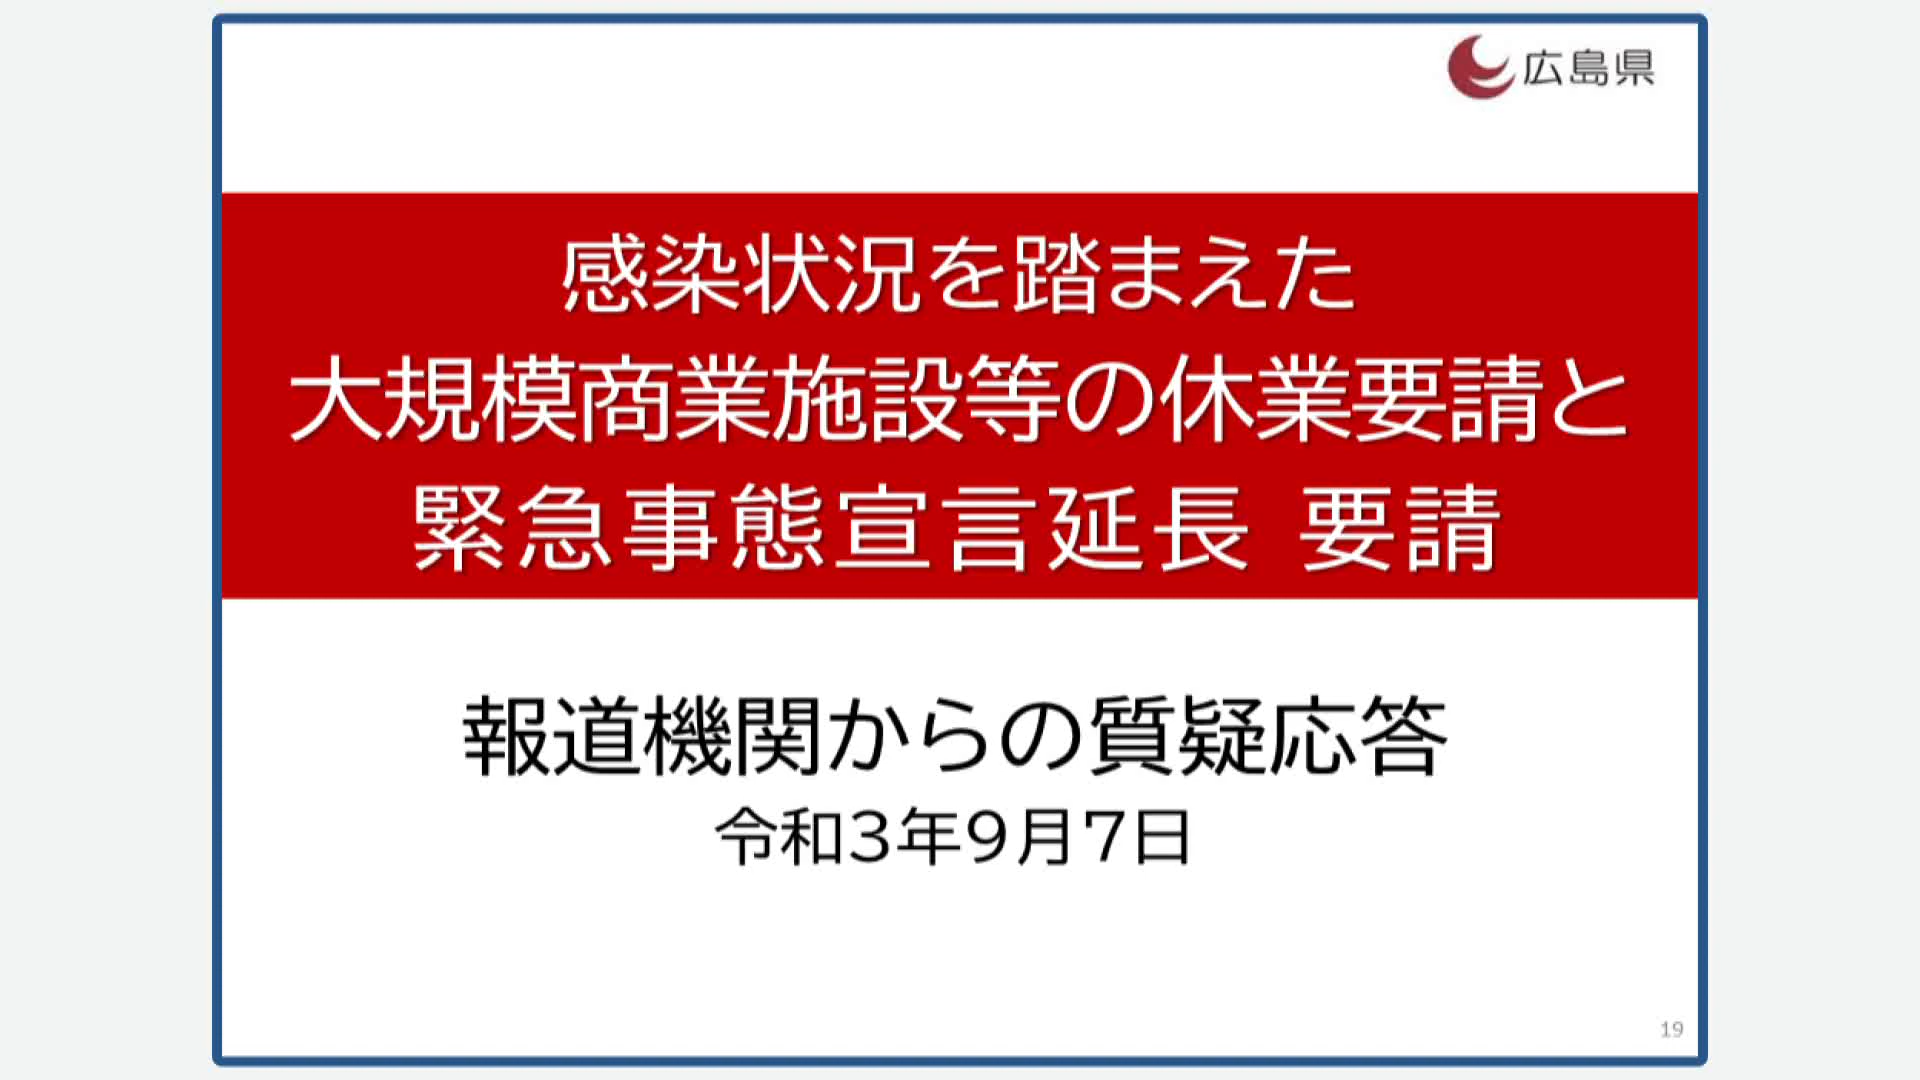 広島県
感染状況を踏まえた
大規模商業施設等の休業要請と
緊急事態宣言延長 要請
報道機関からの質疑応答
令和3年9月7日
19